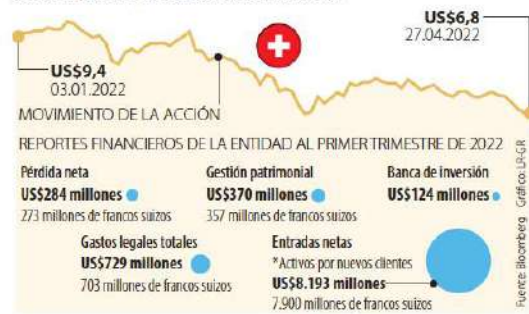 US$6,8
27.04.2022
US$9,4
03.01.2022
MOVIMIENTO DE LA ACCIÓN
REPORTES FINANCIEROS DE LA ENTIDAD AL PRIMER TRIMESTRE DE 2022
Pérdida neta
US$284 millones
273 millones de francos suizos
Gestión patrimonial
US$370 millones
357 millones de francos suizos
Banca de inversión
US$124 millones
Gastos legales totales
US$729 millones
703 millones de francos suizos
Entradas netas
*Activos por nuevos clientes
US$8.193 millones
7.900 millones de francos suizos
Fuente: Bloomberg Gráfico: LR-GR